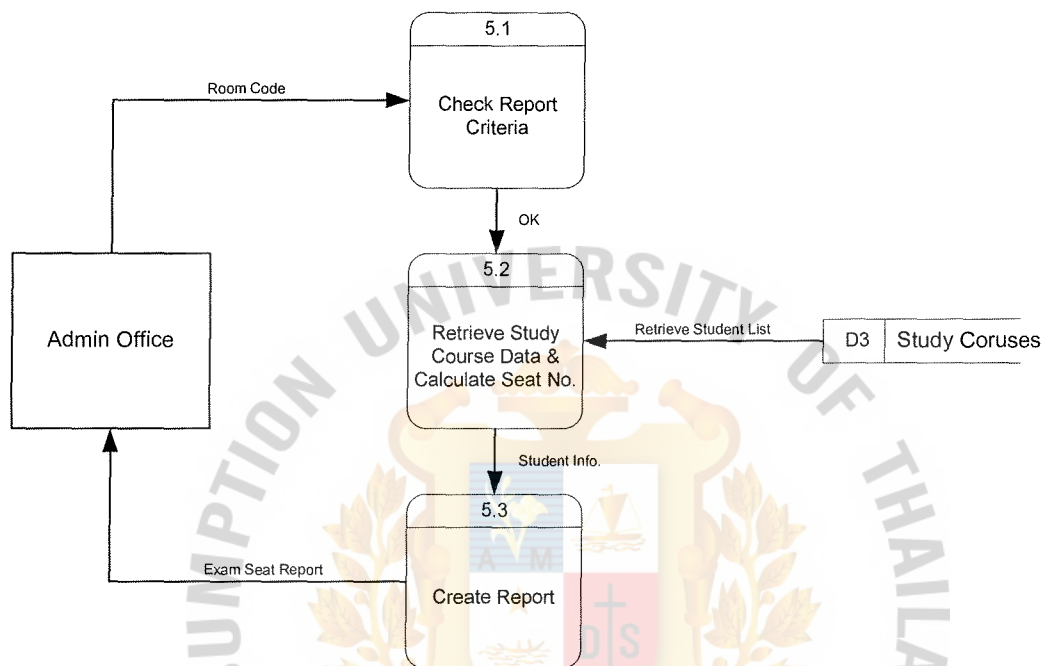 5.1
Room Code
Check Report
Criteria
OK
5.2
Admin Office
Retrieve Study
Course Data &
Calculate Seat No.
Retrieve Student List
D3 Study Coruses
Student Info.
5.3
Exam Seat Report
Create Report
UMPTION UNIVERSITY OF THAILA
A M
D S